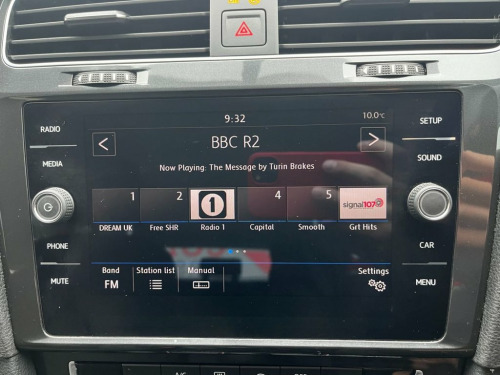 RADIO
MEDIA
PHONE
MUTE
9:32
10.0°C
<
BBC R2
>
Now Playing: The Message by Turin Brakes
1 2 1 4 5 signal107
DREAM UK Free SHR Radio 1 Capital Smooth Grt Hits
Band Station list Manual Settings
FM
SETUP
SOUND
CAR
MENU
A/C